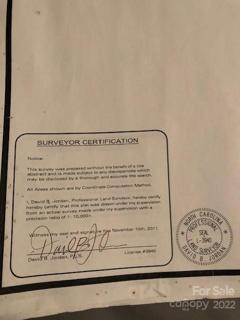 SURVEYOR CERTIFICATION
Notice:
This survey was prepared without the benefit of a title
abstract and is made subject to any discrepancies which
may be disclosed by a thorough and accurate title search.
All Areas shown are by Coordinate Computation Method.
I, David B. Jordan, Professional Land Surveyor, hereby certify
hereby certify that this plat was drawn under my supervision
from an actual survey made under my supervision with a
precision ratio of 1: 10,000+.
Witness my seal and signature this November 10th, 2011.
David B. Jordan, P.L.S.
License #3940
NORTH CAROLINA
PROFESSIONAL
SEAL
L-3940
LAND SURVEYOR
DAVID B. JORDAN
FOR SALE BY
canopy 2022